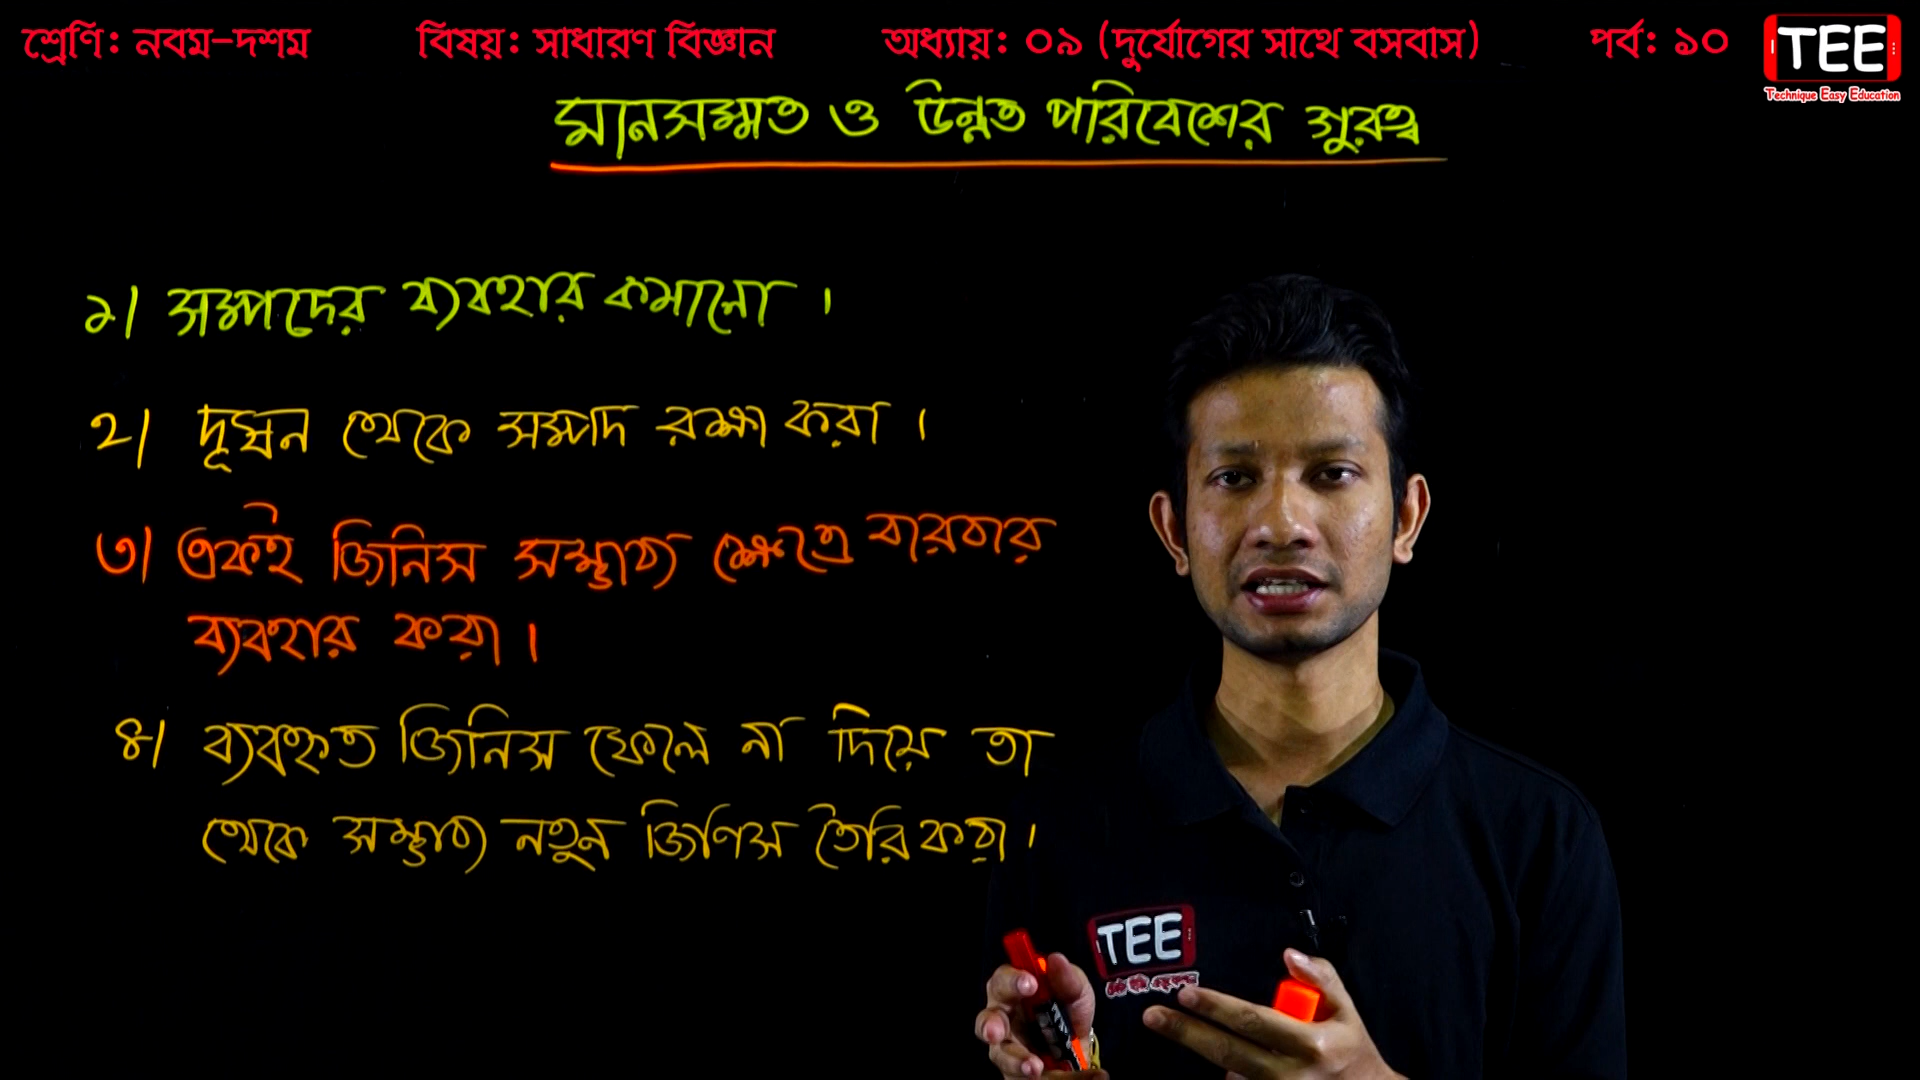 শ্রেণি: নবম-দশম বিষয়: সাধারণ বিজ্ঞান অধ্যায়: ০৯ (দুর্যোগের সাথে বসবাস) পর্ব: ১০
TEE
Technique Easy Education
মানসম্মত ও উন্নত পরিবেশের গুরুত্ব
১। সম্পদের ব্যবহার কমানো ।
২। দূষন থেকে সম্পদ রক্ষা করা ।
৩। একই জিনিস সম্ভাব্য ক্ষেত্রে বারবার
ব্যবহার করা ।
৪। ব্যবহৃত জিনিস ফেলে না দিয়ে তা
থেকে সম্ভাব্য নতুন জিণিস তৈরি করা ।
TEE